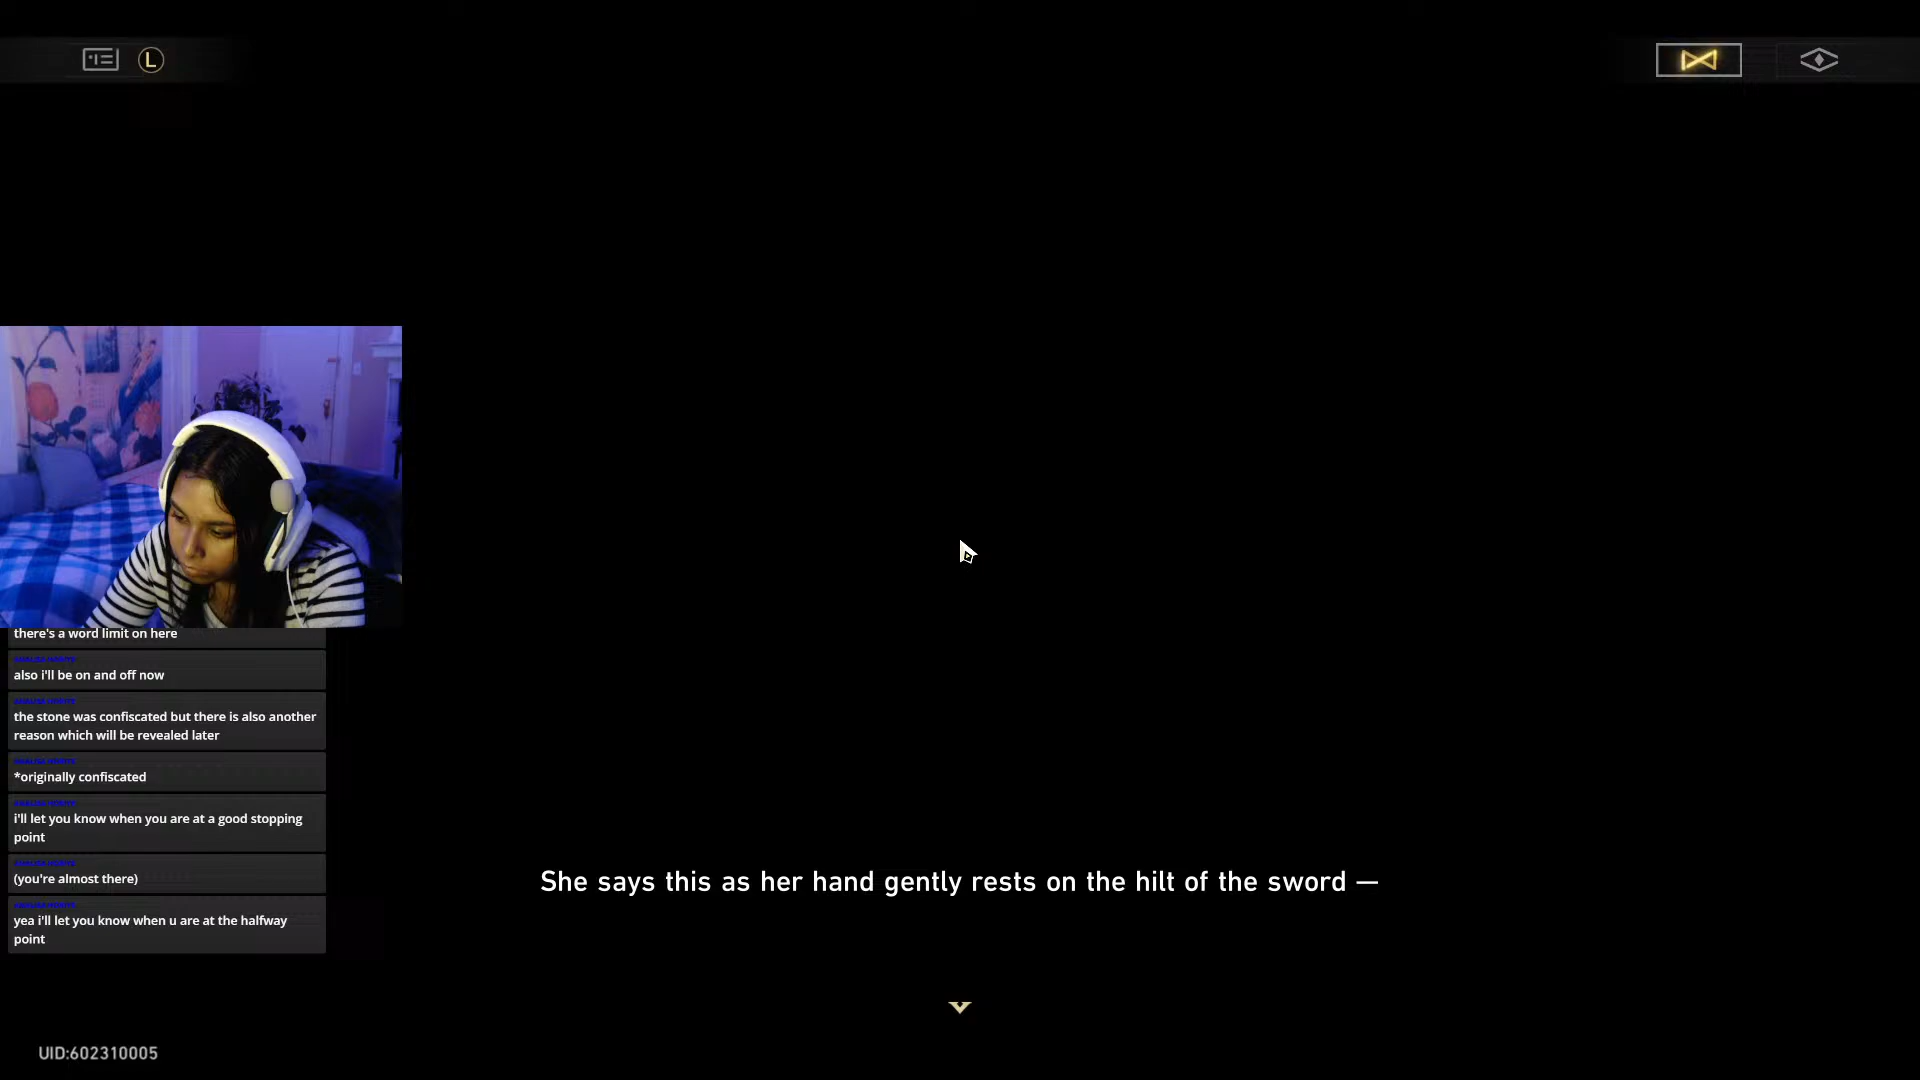 L
there's a word limit on here
also i'll be on and off now
the stone was confiscated but there is also another
reason which will be revealed later
*originally confiscated
i'll let you know when you are at a good stopping
point
(you're almost there)
yea i'll let you know when u are at the halfway
point
She says this as her hand gently rests on the hilt of the sword —
UID:602310005